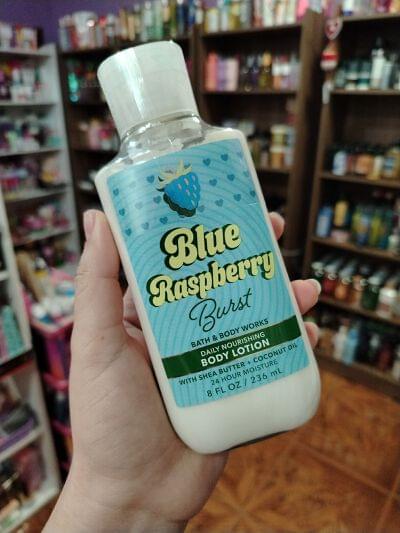 Blue
Raspberry
Burst
BATH & BODY WORKS
DAILY NOURISHING
BODY LOTION
WITH SHEA BUTTER + COCONUT OIL
24 HOUR MOISTURE
8 FL OZ / 236 mL